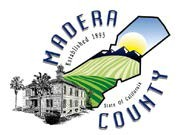 MADERA
Established 1893
State of California
COUNTY